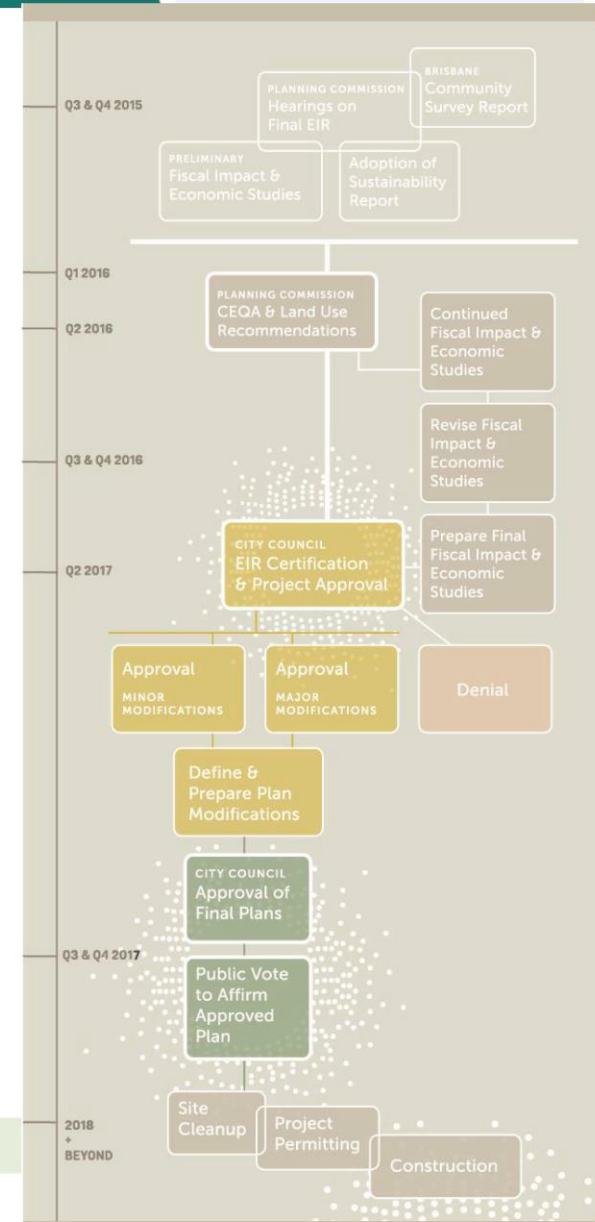 Q3 & Q4 2015
BRISBANE
Community
Survey Report
PLANNING COMMISSION
Hearings on
Final EIR
PRELIMINARY
Fiscal Impact &
Economic Studies
Adoption of
Sustainability
Report
Q1 2016
PLANNING COMMISSION
CEQA & Land Use
Recommendations
Q2 2016
Continued
Fiscal Impact &
Economic
Studies
Revise Fiscal
Impact &
Economic
Studies
Q3 & Q4 2016
CITY COUNCIL
EIR Certification
& Project Approval
Prepare Final
Fiscal Impact &
Economic
Studies
Q2 2017
Approval
MINOR
MODIFICATIONS
Approval
MAJOR
MODIFICATIONS
Denial
Define &
Prepare Plan
Modifications
CITY COUNCIL
Approval of
Final Plans
Q3 & Q4 2017
Public Vote
to Affirm
Approved
Plan
2018
+
BEYOND
Site
Cleanup
Project
Permitting
Construction